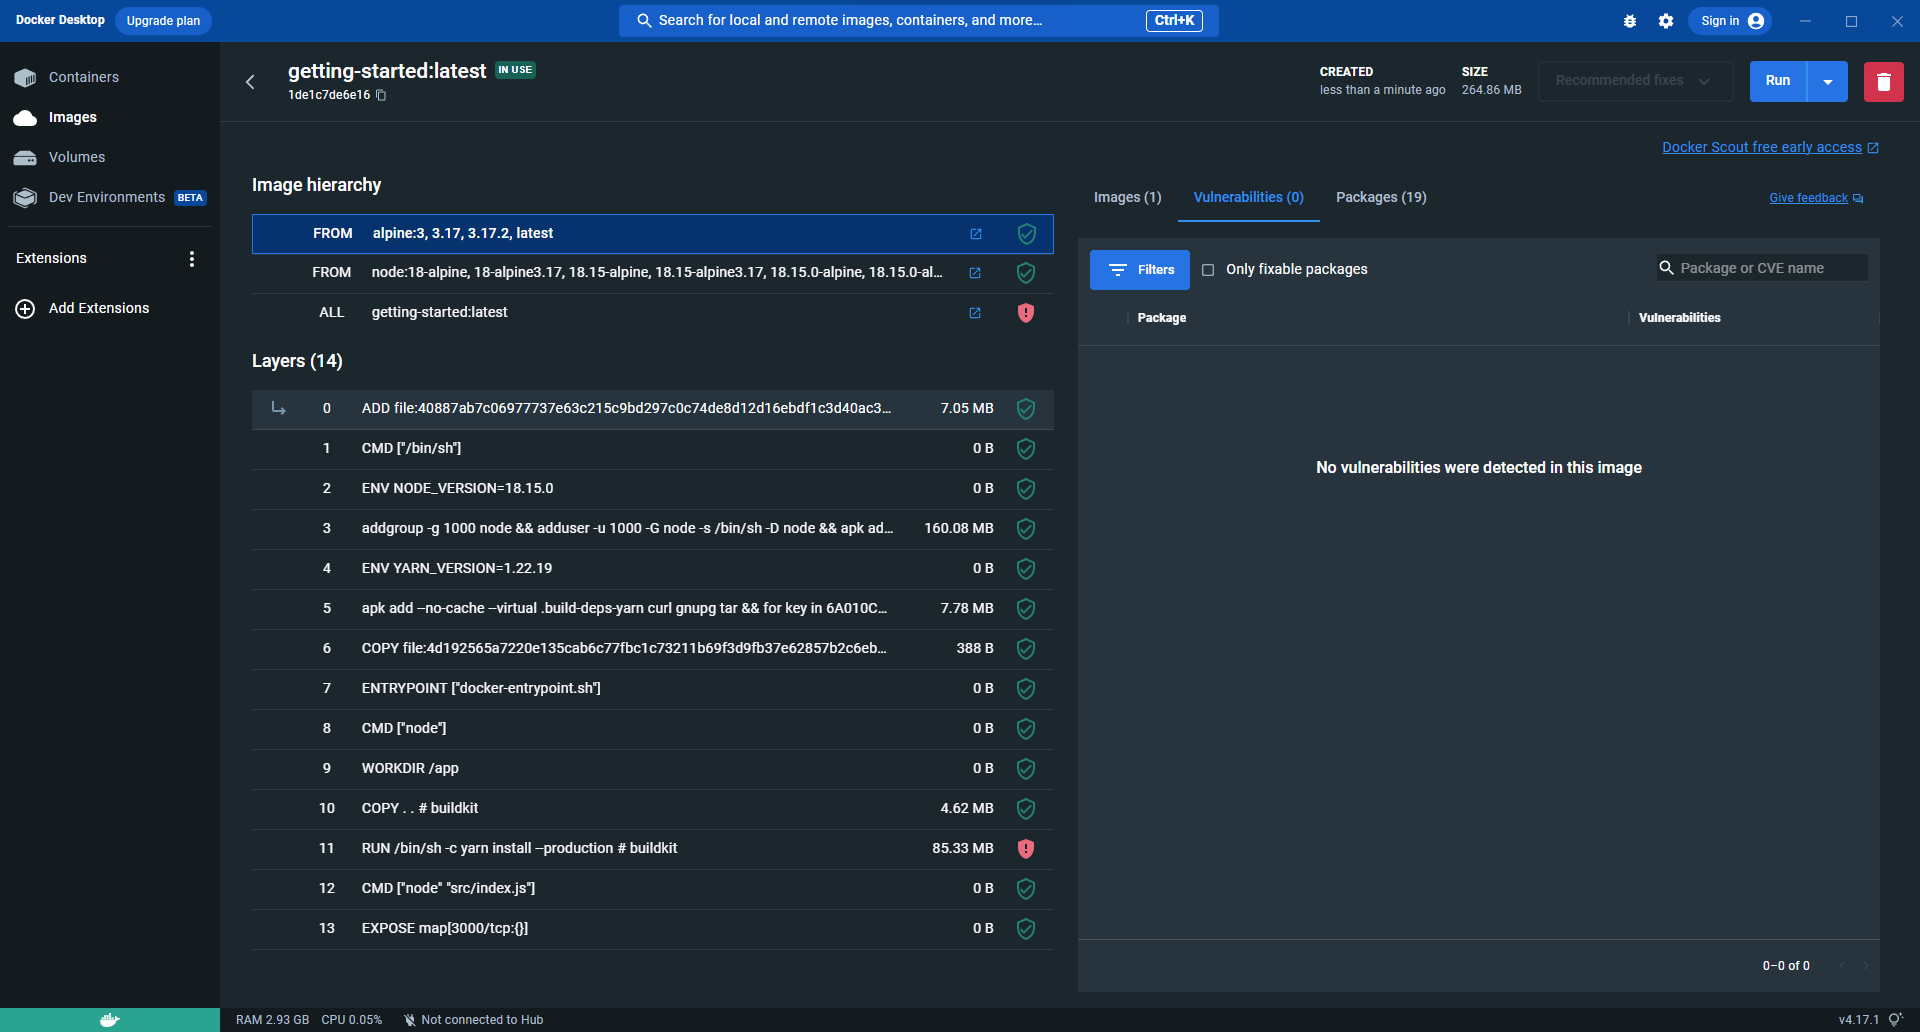 Docker Desktop
Upgrade plan
Search for local and remote images, containers, and more...
Ctrl+K
Sign in
Containers
Images
Volumes
Dev Environments BETA
Extensions
Add Extensions
getting-started:latest IN USE
1de1c7de6e16
CREATED
less than a minute ago
SIZE
264.86 MB
Recommended fixes
Run
Docker Scout free early access
Image hierarchy
FROM alpine:3, 3.17, 3.17.2, latest
FROM node:18-alpine, 18-alpine3.17, 18.15-alpine, 18.15-alpine3.17, 18.15.0-alpine, 18.15.0-al...
ALL getting-started:latest
Layers (14)
0 ADD file:40887ab7c06977737e63c215c9bd297c0c74de8d12d16ebdf1c3d40ac3... 7.05 MB
1 CMD ["/bin/sh"] 0 B
2 ENV NODE_VERSION=18.15.0 0 B
3 addgroup -g 1000 node && adduser -u 1000 -G node -s /bin/sh -D node && apk ad... 160.08 MB
4 ENV YARN_VERSION=1.22.19 0 B
5 apk add --no-cache --virtual .build-deps-yarn curl gnupg tar && for key in 6A010C... 7.78 MB
6 COPY file:4d192565a7220e135cab6c77fbc1c73211b69f3d9fb37e62857b2c6eb... 388 B
7 ENTRYPOINT ["docker-entrypoint.sh"] 0 B
8 CMD ["node"] 0 B
9 WORKDIR /app 0 B
10 COPY . . # buildkit 4.62 MB
11 RUN /bin/sh -c yarn install --production # buildkit 85.33 MB
12 CMD ["node" "src/index.js"] 0 B
13 EXPOSE map[3000/tcp:{}] 0 B
Images (1)
Vulnerabilities (0)
Packages (19)
Give feedback
Filters
Only fixable packages
Package or CVE name
Package
Vulnerabilities
No vulnerabilities were detected in this image
0–0 of 0
RAM 2.93 GB CPU 0.05% Not connected to Hub
v4.17.1